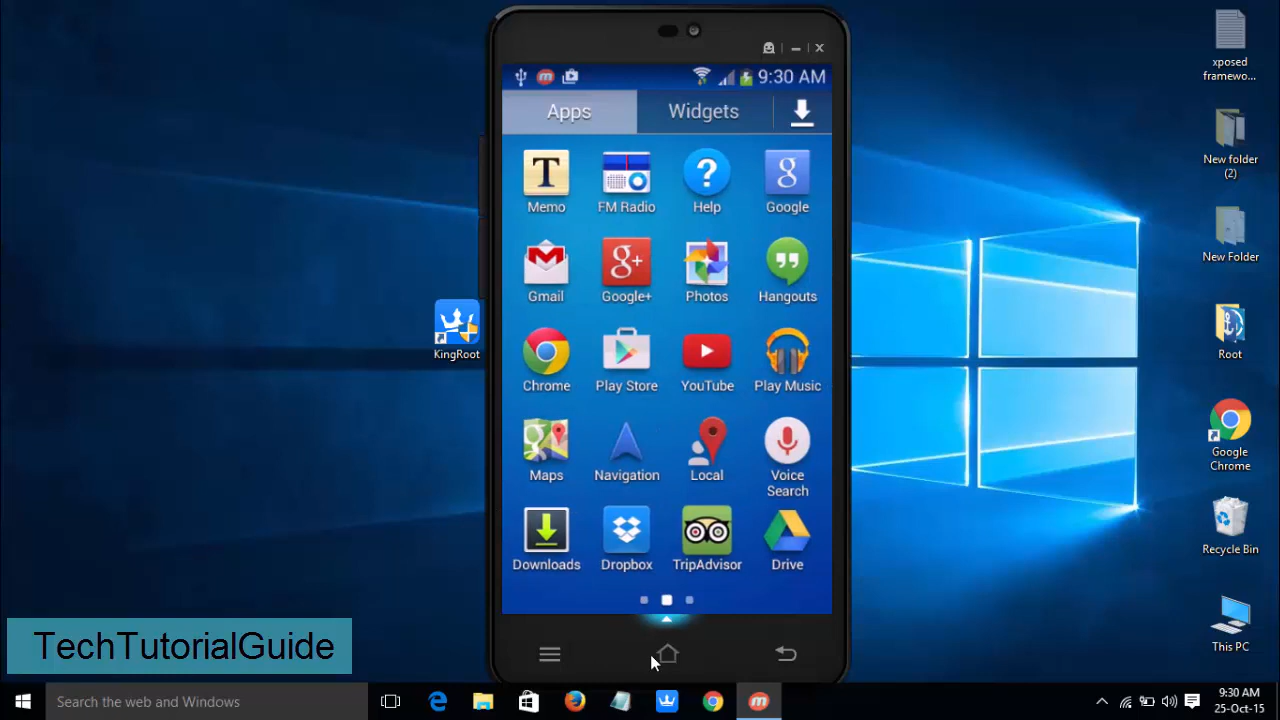 9:30 AM
Apps
Widgets
Memo
FM Radio
Help
Google
Gmail
Google+
Photos
Hangouts
Chrome
Play Store
YouTube
Play Music
Maps
Navigation
Local
Voice
Search
Downloads
Dropbox
TripAdvisor
Drive
KingRoot
xposed
framewo...
New folder
(2)
New Folder
Root
Google
Chrome
Recycle Bin
This PC
TechTutorialGuide
Search the web and Windows
9:30 AM
25-Oct-15